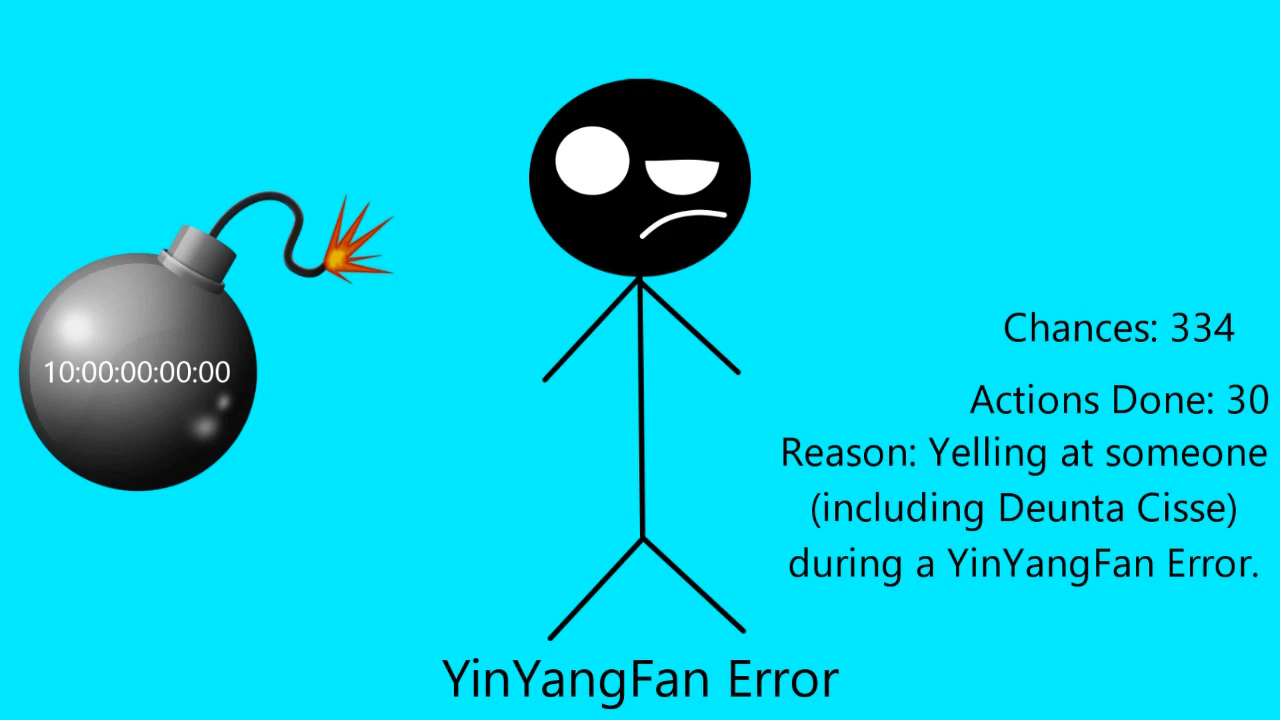 10:00:00:00:00
Chances: 334
Actions Done: 30
Reason: Yelling at someone
(including Deunta Cisse)
during a YinYangFan Error.
YinYangFan Error